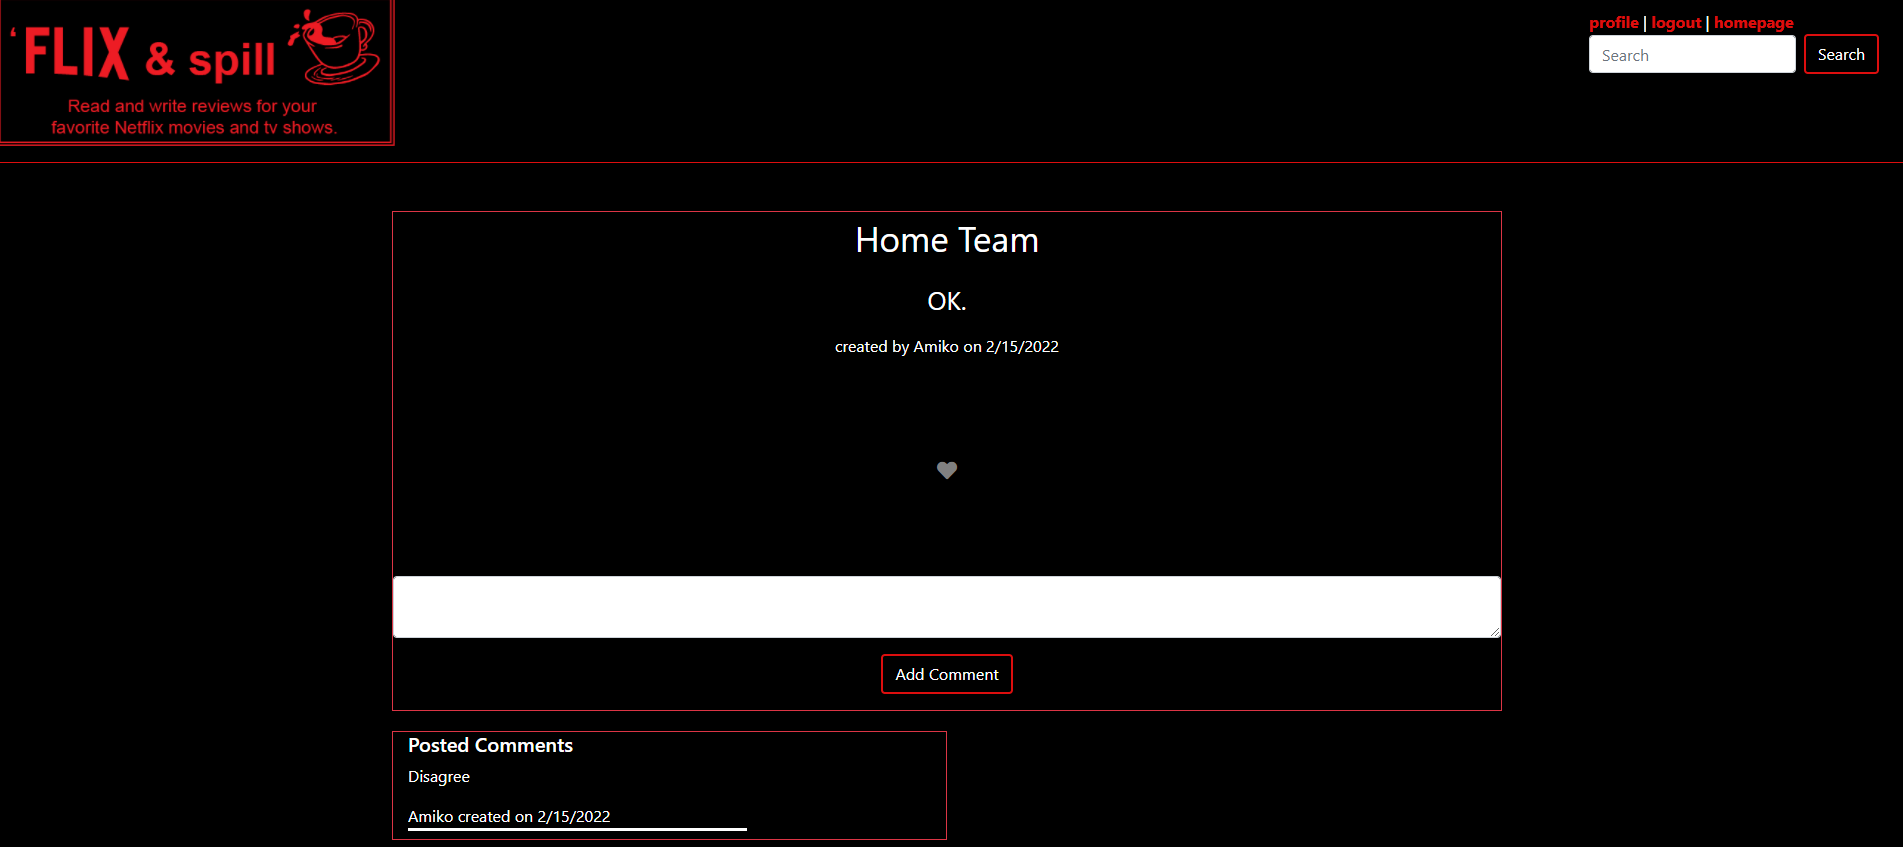 ‘FLIX & spill
Read and write reviews for your
favorite Netflix movies and tv shows.
profile | logout | homepage
Search Search
Home Team
OK.
created by Amiko on 2/15/2022
Add Comment
Posted Comments
Disagree
Amiko created on 2/15/2022